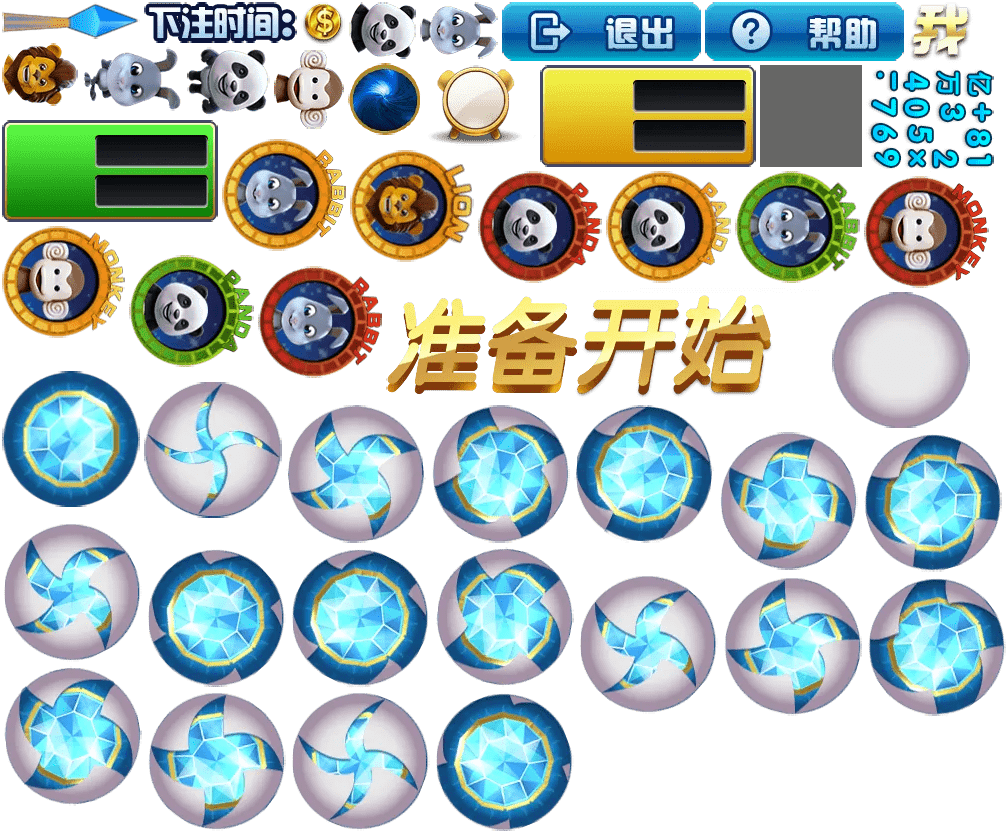 下注时间:
$
退出
?
帮助
我
亿+81
万32
405x
769
RABBIT
LION
PANDA
PANDA
RABBIT
MONKEY
MONKEY
PANDA
RABBIT
准备开始